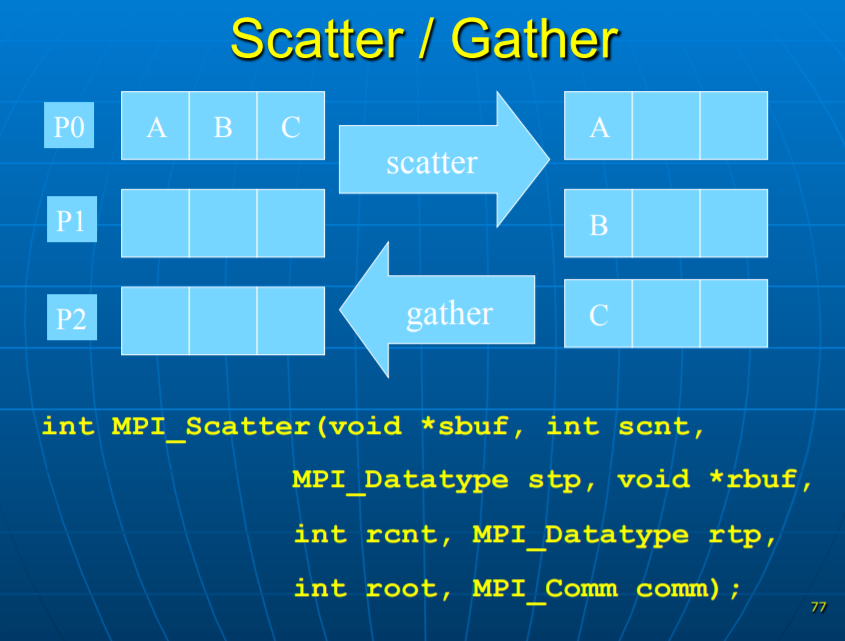 Scatter / Gather
P0 A B C A
scatter
P1 B
gather
P2 C
int MPI_Scatter(void *sbuf, int scnt,
MPI_Datatype stp, void *rbuf,
int rcnt, MPI_Datatype rtp,
int root, MPI_Comm comm);
77